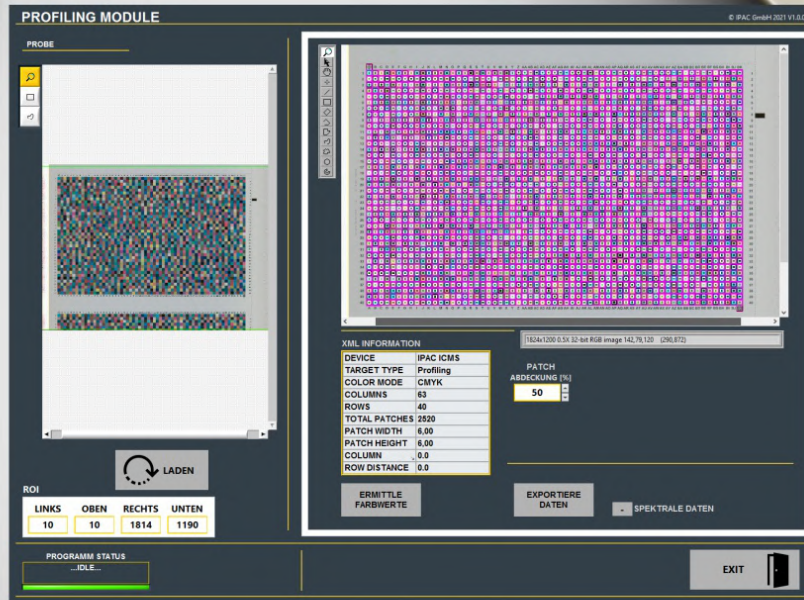 PROFILING MODULE
© IPAC GmbH 2021 V1.0.0
PROBE
1824x1200 0.5X 32-bit RGB image 142,79,120 (290,872)
XML INFORMATION
DEVICE IPAC ICMS
TARGET TYPE Profiling
COLOR MODE CMYK
COLUMNS 63
ROWS 40
TOTAL PATCHES 2520
PATCH WIDTH 6,00
PATCH HEIGHT 6,00
COLUMN 0.0
ROW DISTANCE 0.0
PATCH
ABDECKUNG [%]
50
LADEN
ROI
LINKS OBEN RECHTS UNTEN
10 10 1814 1190
ERMITTLE
FARBWERTE
EXPORTIERE
DATEN
- SPEKTRALE DATEN
PROGRAMM STATUS
...IDLE...
EXIT